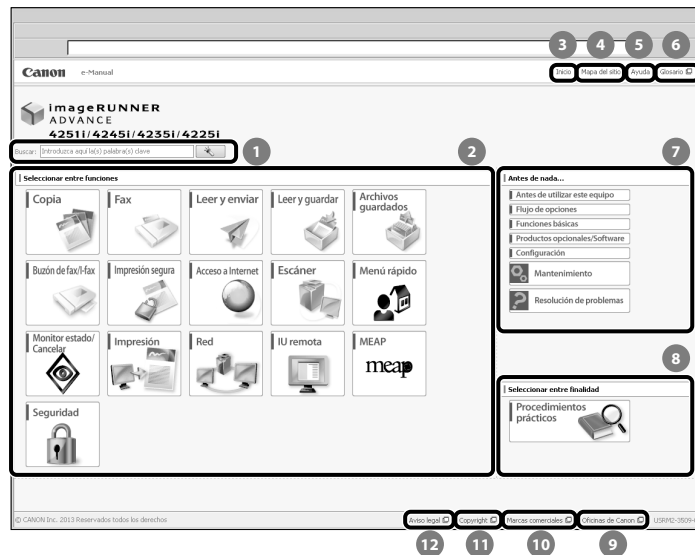 3 4 5 6
Canon e-Manual
Inicio Mapa del sitio Ayuda Glosario
imageRUNNER
ADVANCE
4251i/4245i/4235i/4225i
Buscar: Introduzca aquí la(s) palabra(s) clave
1
2
Seleccionar entre funciones
Copia
Fax
Leer y enviar
Leer y guardar
Archivos
guardados
Buzón de fax/I-fax
Impresión segura
Acceso a Internet
Escáner
Menú rápido
Monitor estado/
Cancelar
Impresión
Red
IU remota
MEAP
meap
Seguridad
7
Antes de nada...
Antes de utilizar este equipo
Flujo de opciones
Funciones básicas
Productos opcionales/Software
Configuración
Mantenimiento
Resolución de problemas
8
Seleccionar entre finalidad
Procedimientos
prácticos
© CANON Inc. 2013 Reservados todos los derechos
Aviso legal Copyright Marcas comerciales Oficinas de Canon USRM2-3509-
12 11 10 9